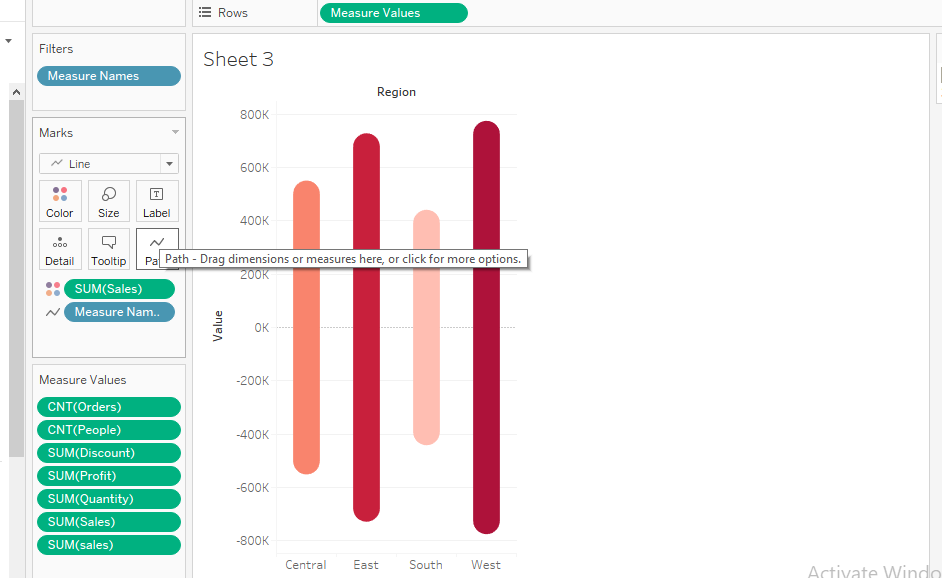 Rows
Measure Values
Filters
Measure Names
Sheet 3
Marks
Region
Line
Color
Size
Label
Detail
Tooltip
Pa
Path - Drag dimensions or measures here, or click for more options.
SUM(Sales)
Measure Nam..
800K
600K
400K
200K
0K
-200K
-400K
-600K
-800K
Value
Measure Values
CNT(Orders)
CNT(People)
SUM(Discount)
SUM(Profit)
SUM(Quantity)
SUM(Sales)
SUM(sales)
Central
East
South
West
Activate Windo